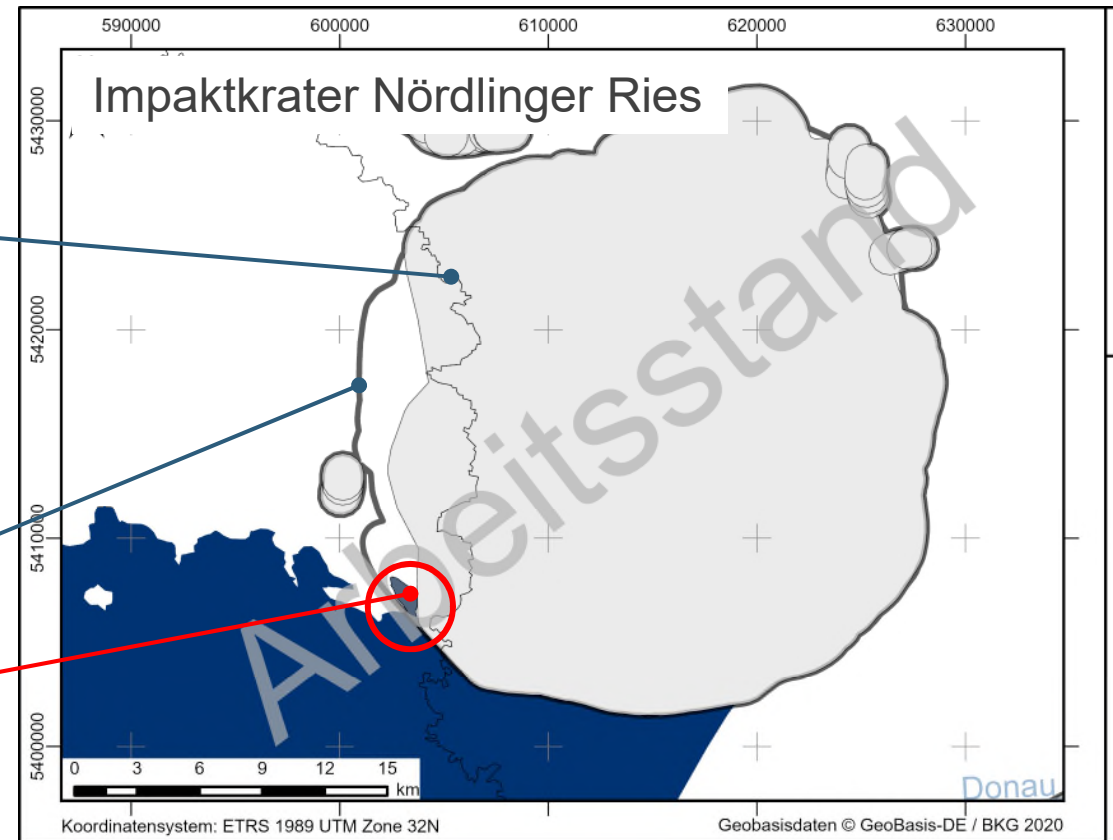 590000 600000 610000 620000 630000
Impaktkrater Nördlinger Ries
5430000
5420000
5410000
5400000
Arbeitsstand
0 3 6 9 12 15
km
Donau
Koordinatensystem: ETRS 1989 UTM Zone 32N
Geobasisdaten © GeoBasis-DE / BKG 2020